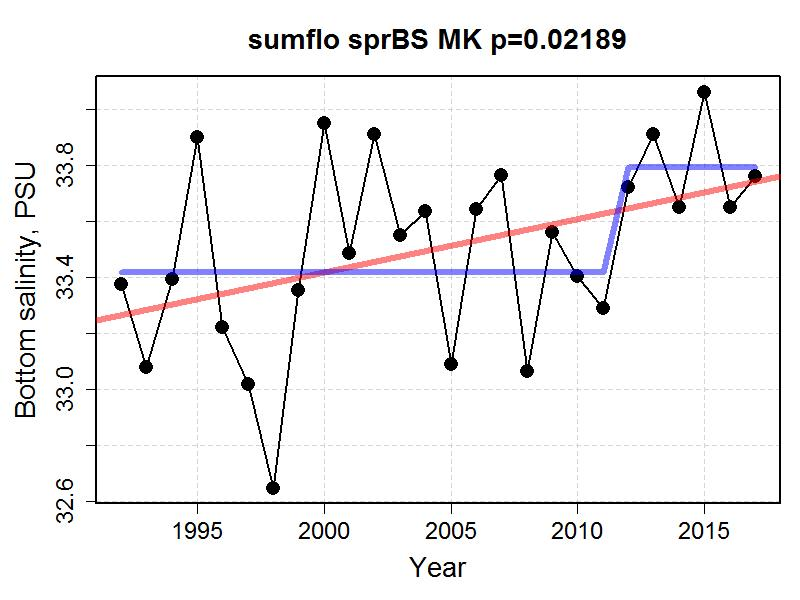 sumflo sprBS MK p=0.02189
Bottom salinity, PSU
33.8
33.4
33.0
32.6
1995 2000 2005 2010 2015
Year